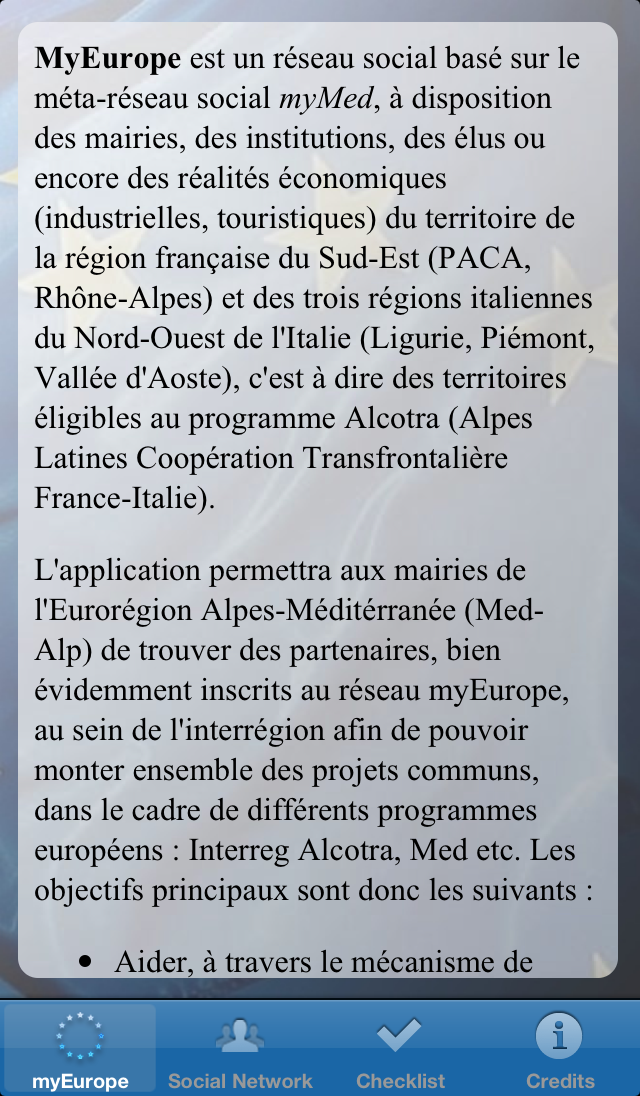 MyEurope est un réseau social basé sur le
méta-réseau social myMed, à disposition
des mairies, des institutions, des élus ou
encore des réalités économiques
(industrielles, touristiques) du territoire de
la région française du Sud-Est (PACA,
Rhône-Alpes) et des trois régions italiennes
du Nord-Ouest de l'Italie (Ligurie, Piémont,
Vallée d'Aoste), c'est à dire des territoires
éligibles au programme Alcotra (Alpes
Latines Coopération Transfrontalière
France-Italie).
L'application permettra aux mairies de
l'Eurorégion Alpes-Méditérranée (Med-
Alp) de trouver des partenaires, bien
évidemment inscrits au réseau myEurope,
au sein de l'interrégion afin de pouvoir
monter ensemble des projets communs,
dans le cadre de différents programmes
européens : Interreg Alcotra, Med etc. Les
objectifs principaux sont donc les suivants :
• Aider, à travers le mécanisme de
myEurope Social Network Checklist Credits